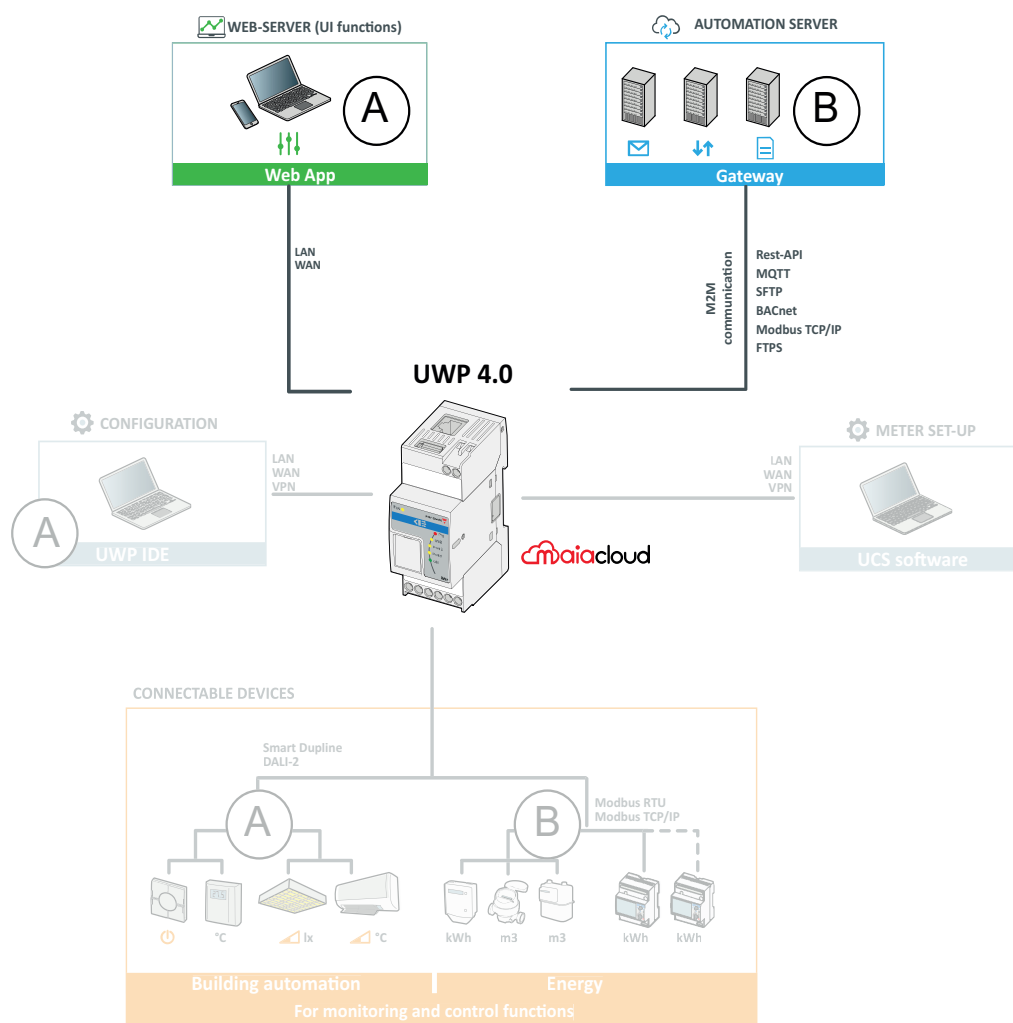 WEB-SERVER (UI functions)
AUTOMATION SERVER
A
B
Web App
Gateway
LAN
WAN
M2M
communication
Rest-API
MQTT
SFTP
BACnet
Modbus TCP/IP
FTPS
UWP 4.0
CONFIGURATION
METER SET-UP
LAN
WAN
VPN
LAN
WAN
VPN
A
UWP IDE
UCS software
maiacloud
CONNECTABLE DEVICES
Smart Dupline
DALI-2
Modbus RTU
Modbus TCP/IP
A
B
°C
lx
°C
kWh
m3
m3
kWh
kWh
Building automation
Energy
For monitoring and control functions